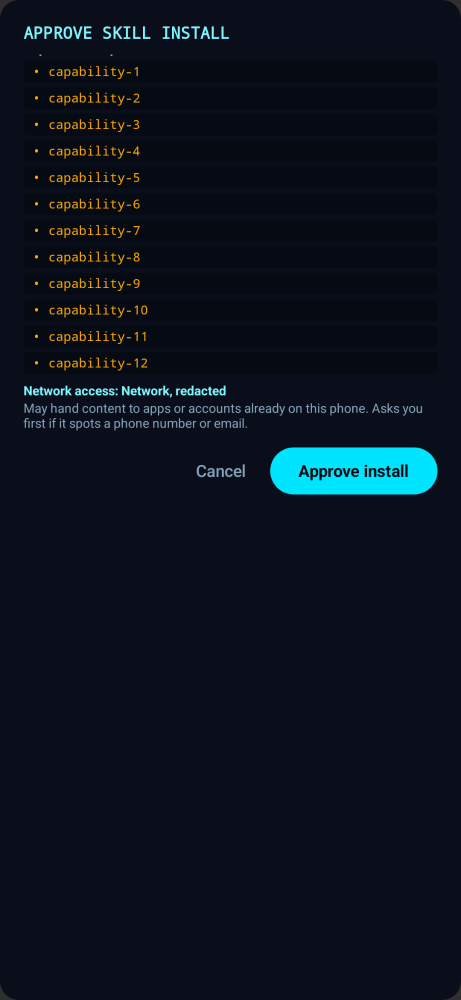 APPROVE SKILL INSTALL
• capability-1
• capability-2
• capability-3
• capability-4
• capability-5
• capability-6
• capability-7
• capability-8
• capability-9
• capability-10
• capability-11
• capability-12
Network access: Network, redacted
May hand content to apps or accounts already on this phone. Asks you
first if it spots a phone number or email.
Cancel
Approve install